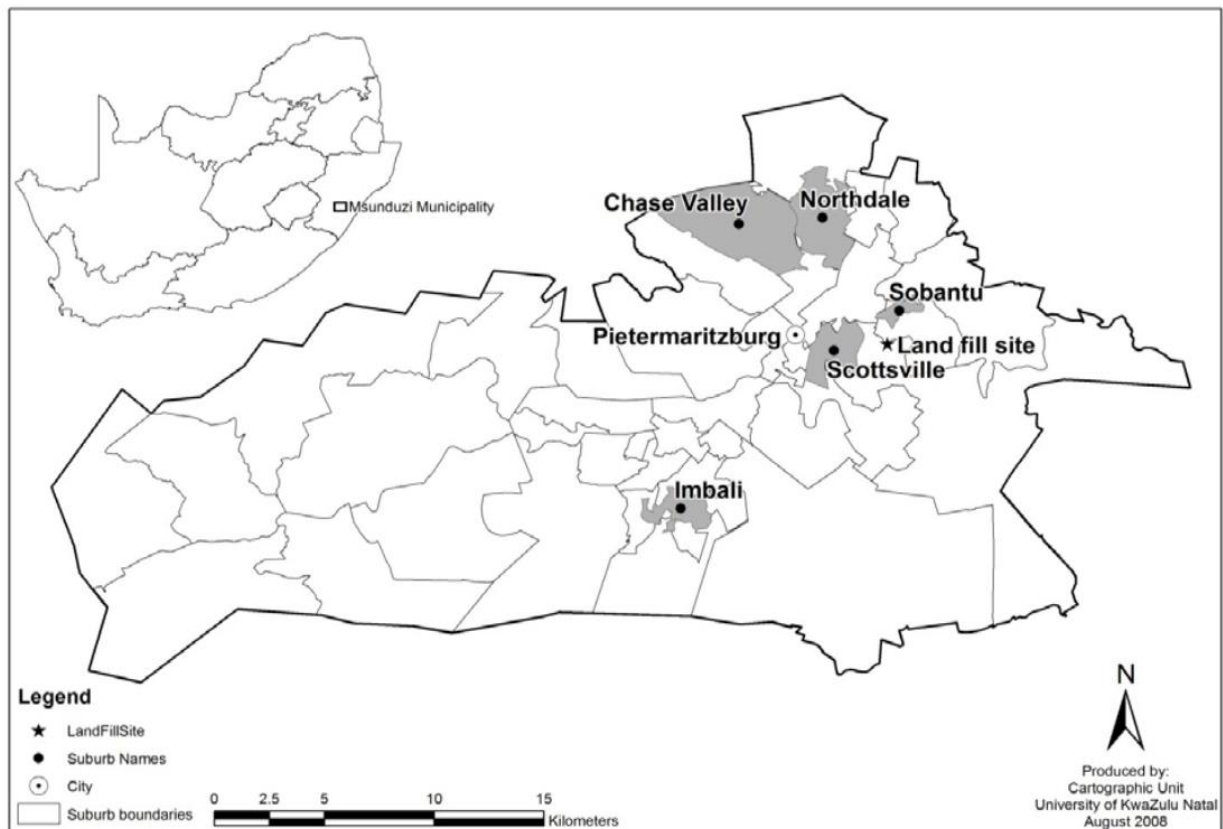 Msunduzi Municipality
Chase Valley
Northdale
Sobantu
Pietermaritzburg
Land fill site
Scottsville
Imbali
Legend
LandFillSite
Suburb Names
City
Suburb boundaries
0 2.5 5 10 15
Kilometers
N
Produced by:
Cartographic Unit
University of KwaZulu Natal
August 2008